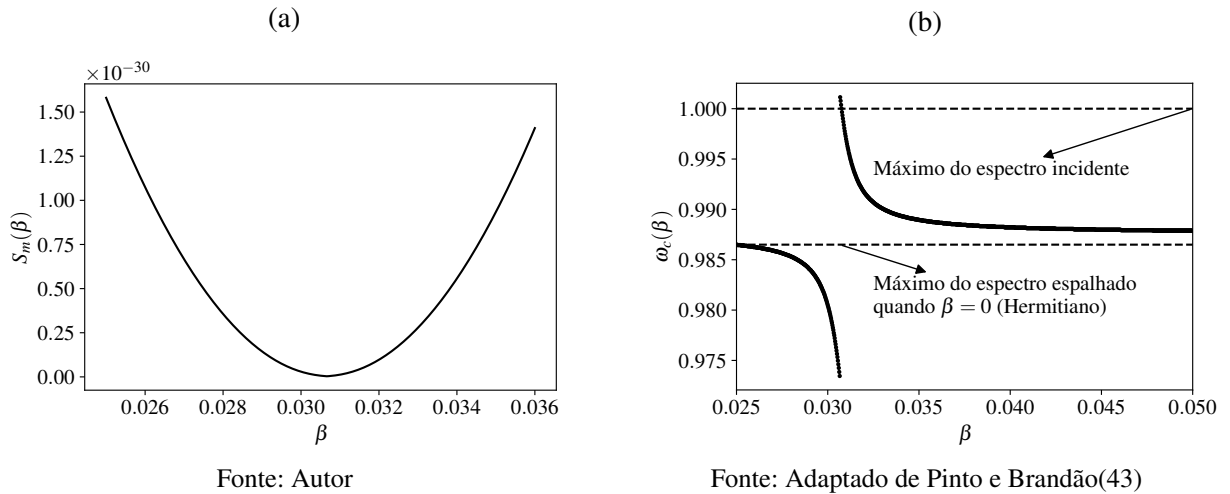 (a)
×10⁻³⁰
1.50
1.25
1.00
0.75
0.50
0.25
0.00
Sₘ(β)
0.026 0.028 0.030 0.032 0.034 0.036
β
Fonte: Autor
(b)
1.000
0.995
0.990
0.985
0.980
0.975
ω_c(β)
Máximo do espectro incidente
Máximo do espectro espalhado
quando β = 0 (Hermitiano)
0.025 0.030 0.035 0.040 0.045 0.050
β
Fonte: Adaptado de Pinto e Brandão(43)